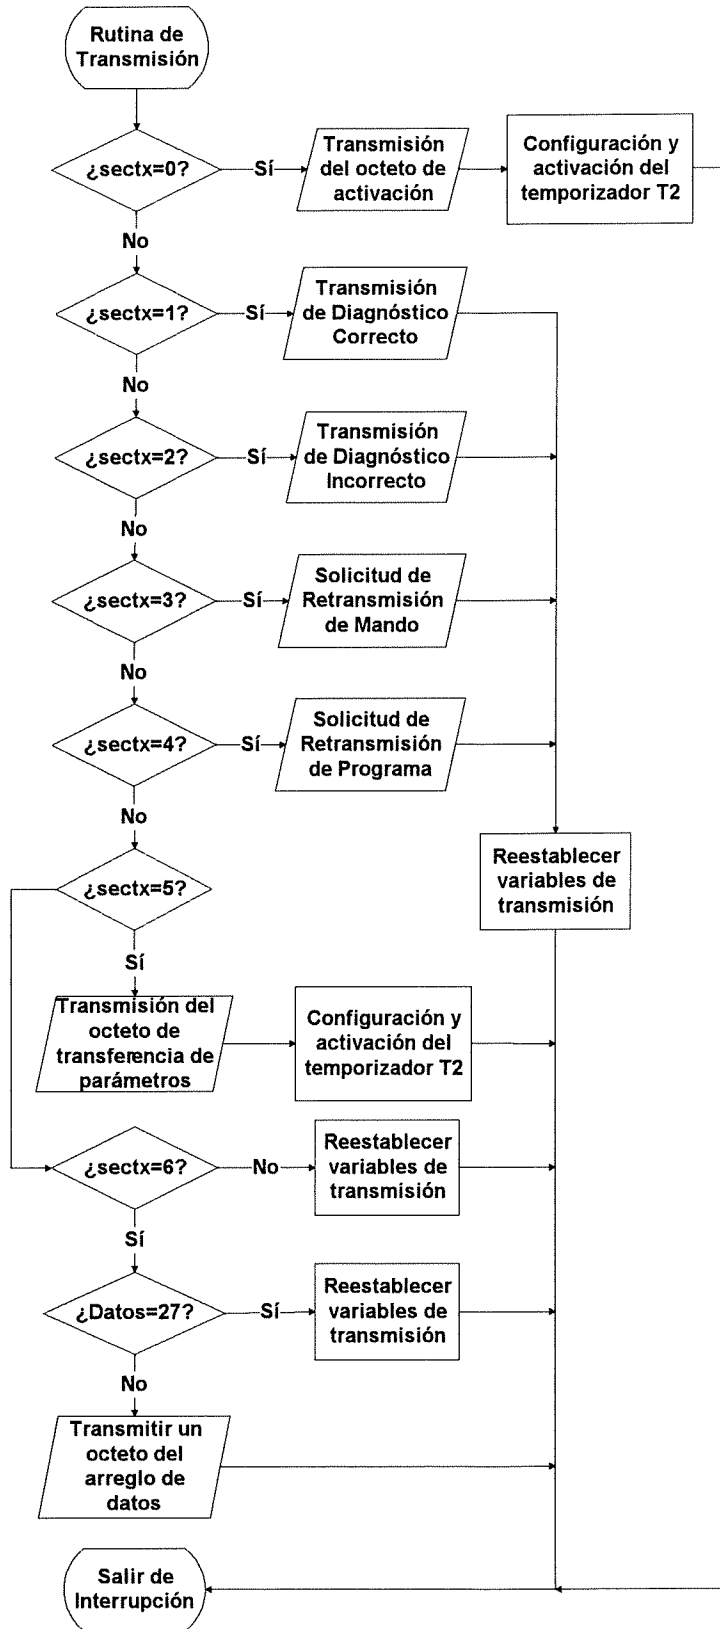 Rutina de
Transmisión
¿sectx=0?
Sí
Transmisión
del octeto de
activación
Configuración y
activación del
temporizador T2
No
¿sectx=1?
Sí
Transmisión
de Diagnóstico
Correcto
No
¿sectx=2?
Sí
Transmisión
de Diagnóstico
Incorrecto
No
¿sectx=3?
Sí
Solicitud de
Retransmisión
de Mando
No
¿sectx=4?
Sí
Solicitud de
Retransmisión
de Programa
No
Reestablecer
variables de
transmisión
¿sectx=5?
Sí
Transmisión del
octeto de
transferencia de
parámetros
Configuración y
activación del
temporizador T2
¿sectx=6?
No
Reestablecer
variables de
transmisión
Sí
¿Datos=27?
Sí
Reestablecer
variables de
transmisión
No
Transmitir un
octeto del
arreglo de
datos
Salir de
Interrupción